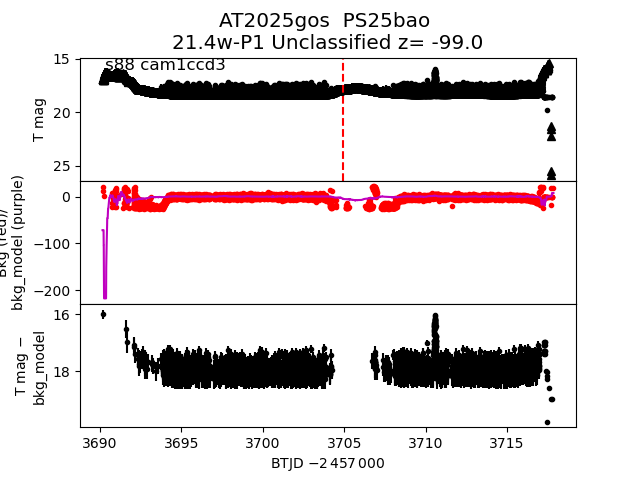 AT2025gos  PS25bao
21.4w-P1 Unclassified z= -99.0
s88 cam1ccd3
15
20
25
T mag
0
−100
−200
Bkg (red)/
bkg_model (purple)
16
18
T mag −
bkg_model
3690
3695
3700
3705
3710
3715
BTJD −2 457 000